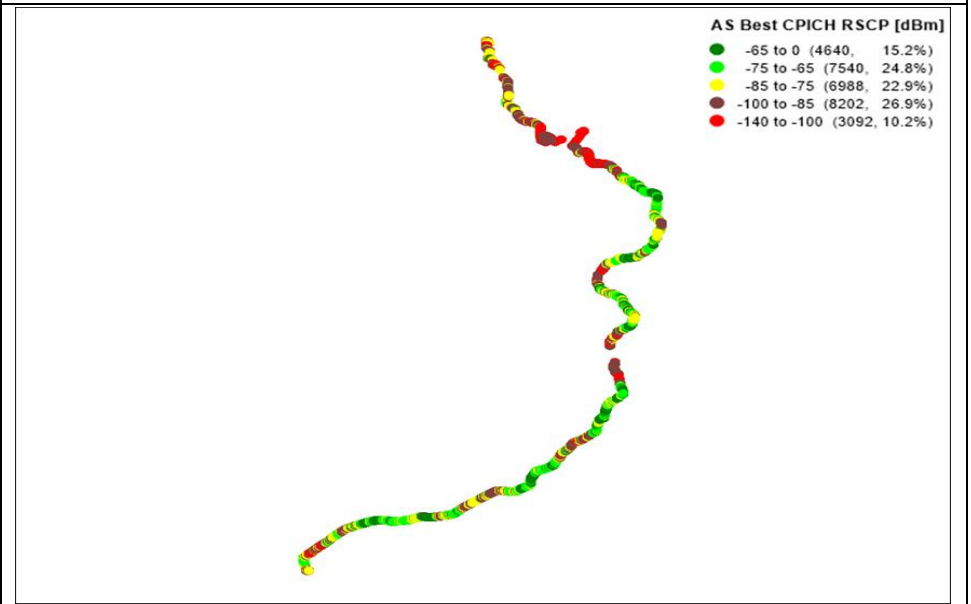 AS Best CPICH RSCP [dBm]
-65 to 0 (4640, 15.2%)
-75 to -65 (7540, 24.8%)
-85 to -75 (6988, 22.9%)
-100 to -85 (8202, 26.9%)
-140 to -100 (3092, 10.2%)